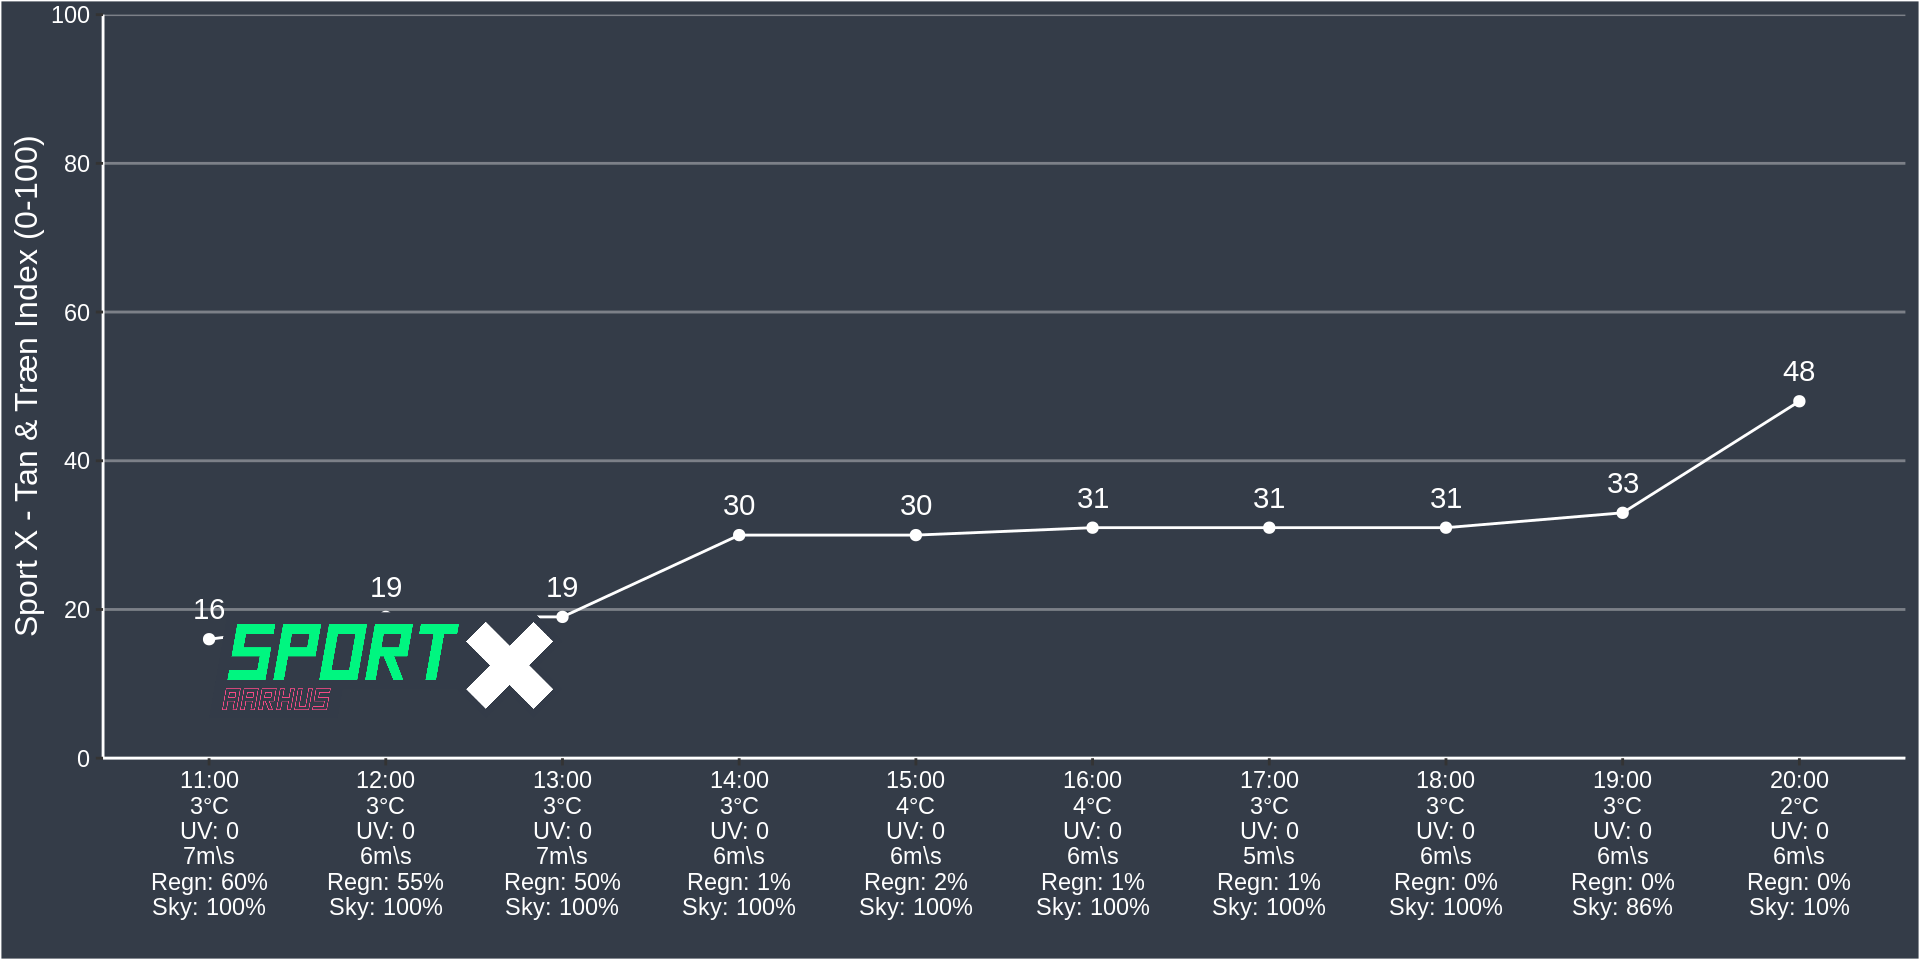 Sport X - Tan & Træn Index (0-100)
100
80
60
40
20
0
16
19
19
30
30
31
31
31
33
48
SPORT X
AARHUS
11:00 12:00 13:00 14:00 15:00 16:00 17:00 18:00 19:00 20:00
3°C 3°C 3°C 3°C 4°C 4°C 3°C 3°C 3°C 2°C
UV: 0 UV: 0 UV: 0 UV: 0 UV: 0 UV: 0 UV: 0 UV: 0 UV: 0 UV: 0
7m\s 6m\s 7m\s 6m\s 6m\s 6m\s 5m\s 6m\s 6m\s 6m\s
Regn: 60% Regn: 55% Regn: 50% Regn: 1% Regn: 2% Regn: 1% Regn: 1% Regn: 0% Regn: 0% Regn: 0%
Sky: 100% Sky: 100% Sky: 100% Sky: 100% Sky: 100% Sky: 100% Sky: 100% Sky: 100% Sky: 86% Sky: 10%